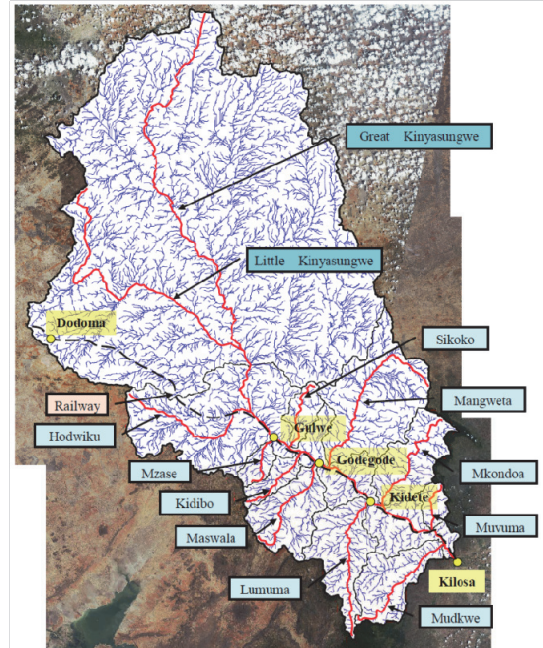 Great Kinyasungwe
Little Kinyasungwe
Dodoma
Sikoko
Railway
Mangweta
Hodwiku
Gulwe
Godegode
Mzase
Mkondoa
Kidibo
Kidete
Maswala
Muvuma
Kilosa
Lumuma
Mudkwe